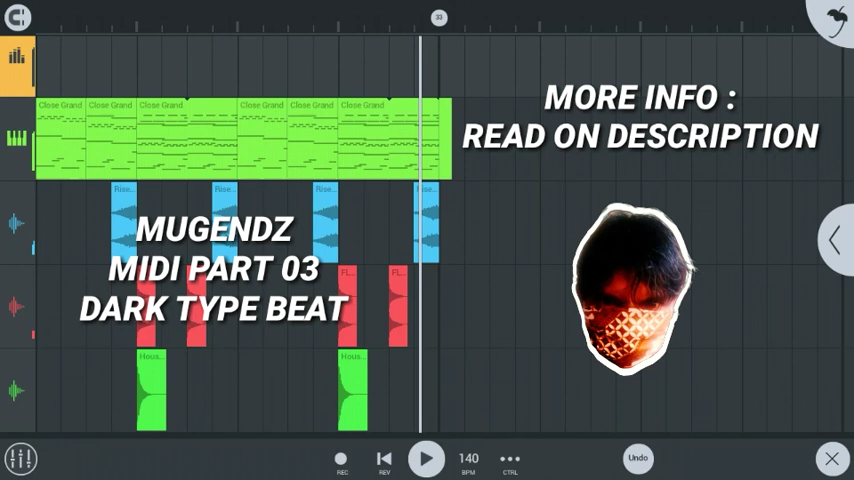 33
Close Grand Close Grand Close Grand Close Grand Close Grand Close Grand
MORE INFO :
READ ON DESCRIPTION
Rise... Rise... Rise... Rise...
MUGENDZ
MIDI PART 03
DARK TYPE BEAT
FL... FL...
Hous... Hous...
140
Undo
REC REV BPM CTRL